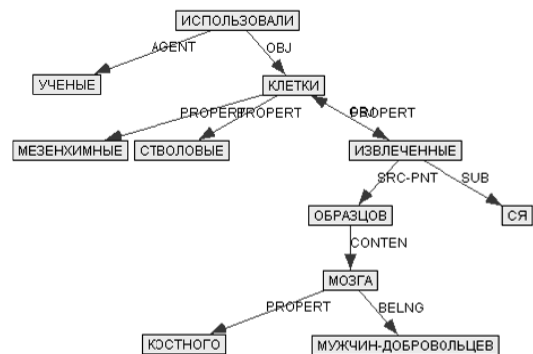 ИСПОЛЬЗОВАЛИ
AGENT
OBJ
УЧЕНЫЕ
КЛЕТКИ
PROPERT
PROPERT
PROPERT
МЕЗЕНХИМНЫЕ
СТВОЛОВЫЕ
ИЗВЛЕЧЕННЫЕ
SRC-PNT
SUB
ОБРАЗЦОВ
СЯ
CONTEN
МОЗГА
PROPERT
BELNG
КОСТНОГО
МУЖЧИН-ДОБРОВОЛЬЦЕВ